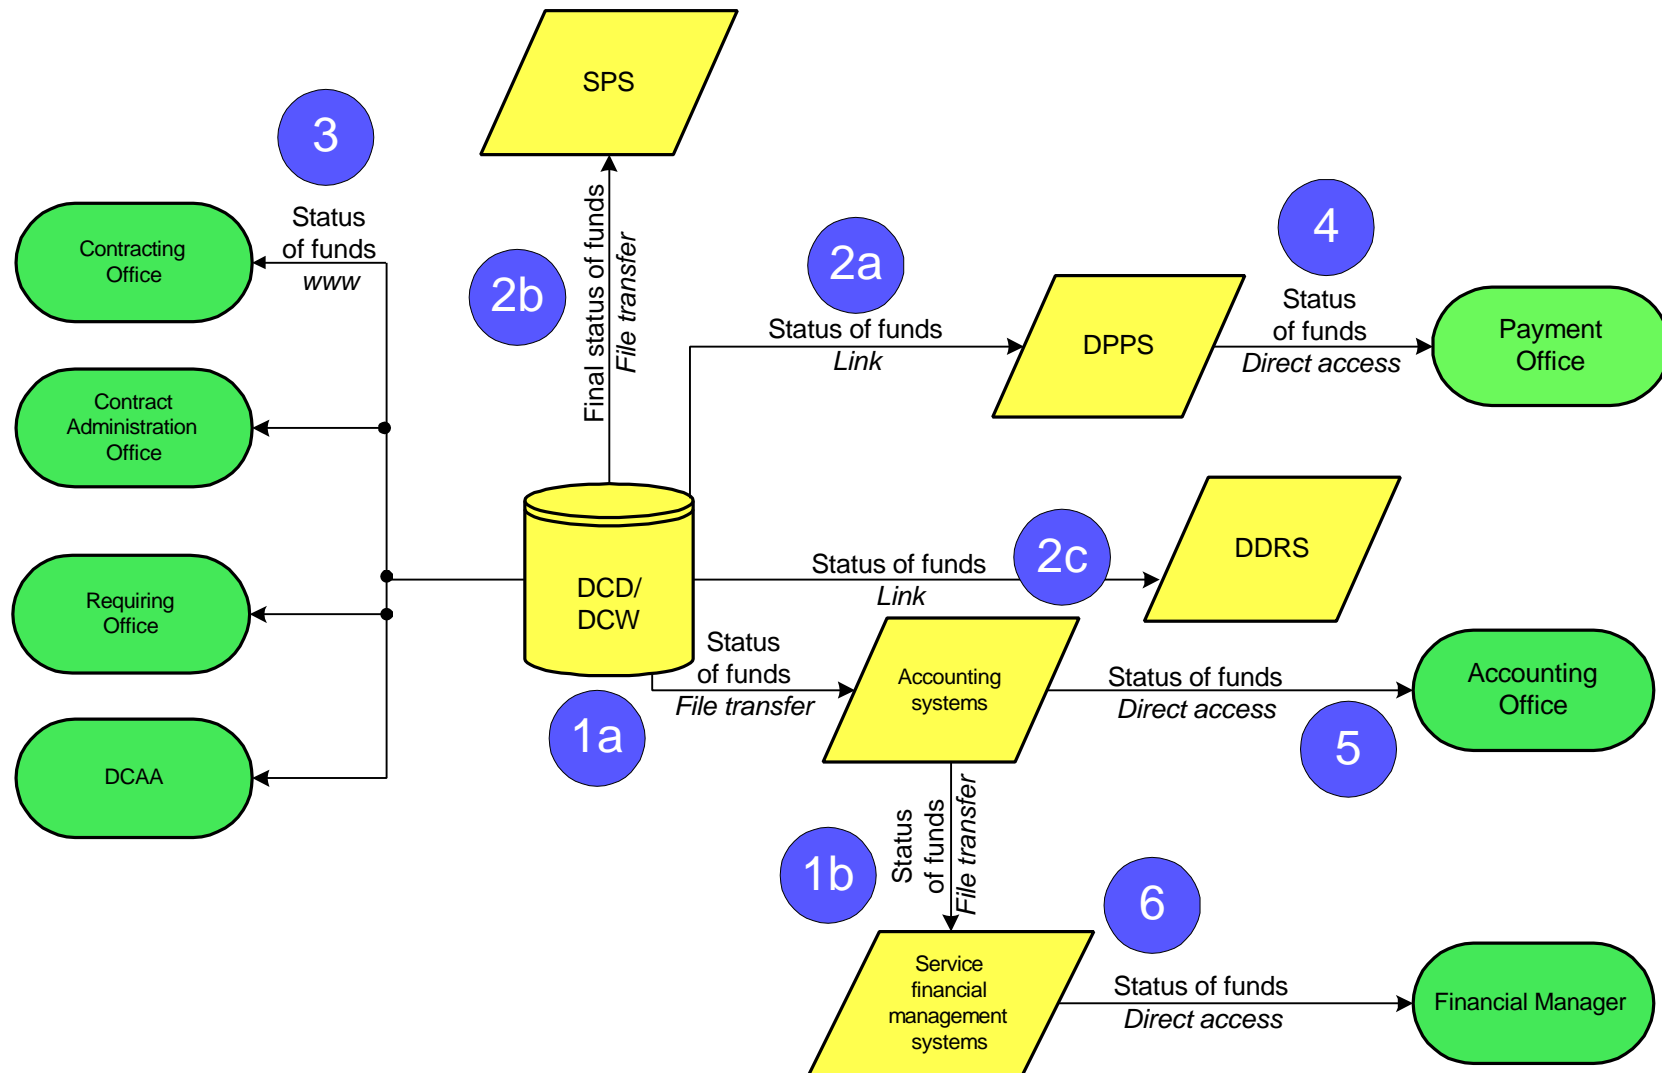 SPS
3
Status
of funds
www
Contracting
Office
2b
Final status of funds
File transfer
2a
Status of funds
Link
DPPS
4
Status
of funds
Direct access
Payment
Office
Contract
Administration
Office
DCD/
DCW
2c
Status of funds
Link
DDRS
Requiring
Office
Status
of funds
File transfer
1a
Accounting
systems
Status of funds
Direct access
5
Accounting
Office
DCAA
1b
Status
of funds
File transfer
6
Service
financial
management
systems
Status of funds
Direct access
Financial Manager